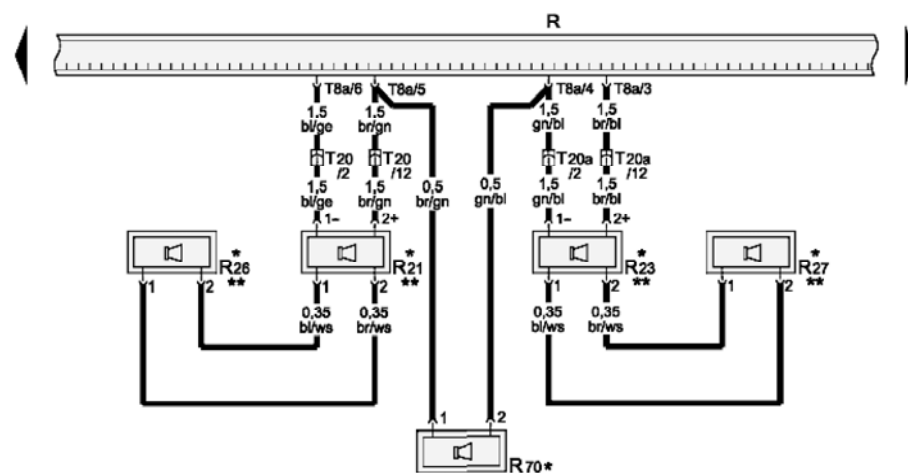 R
T8a/6 T8a/5 T8a/4 T8a/3
1.5 bl/ge
1,5 br/gn
1,5 gn/bl
1,5 br/bl
T20 /2
T20 /12
T20a /2
T20a /12
0,5 br/gn
0,5 gn/bl
1,5 bl/ge
1,5 br/gn
1,5 gn/bl
1,5 br/bl
1− 2+ 1− 2+
R26 * **
R21 * **
R23 * **
R27 * **
1 2 1 2 1 2 1 2
0,35 bl/ws
0,35 br/ws
0,35 bl/ws
0,35 br/ws
1 2
R70*